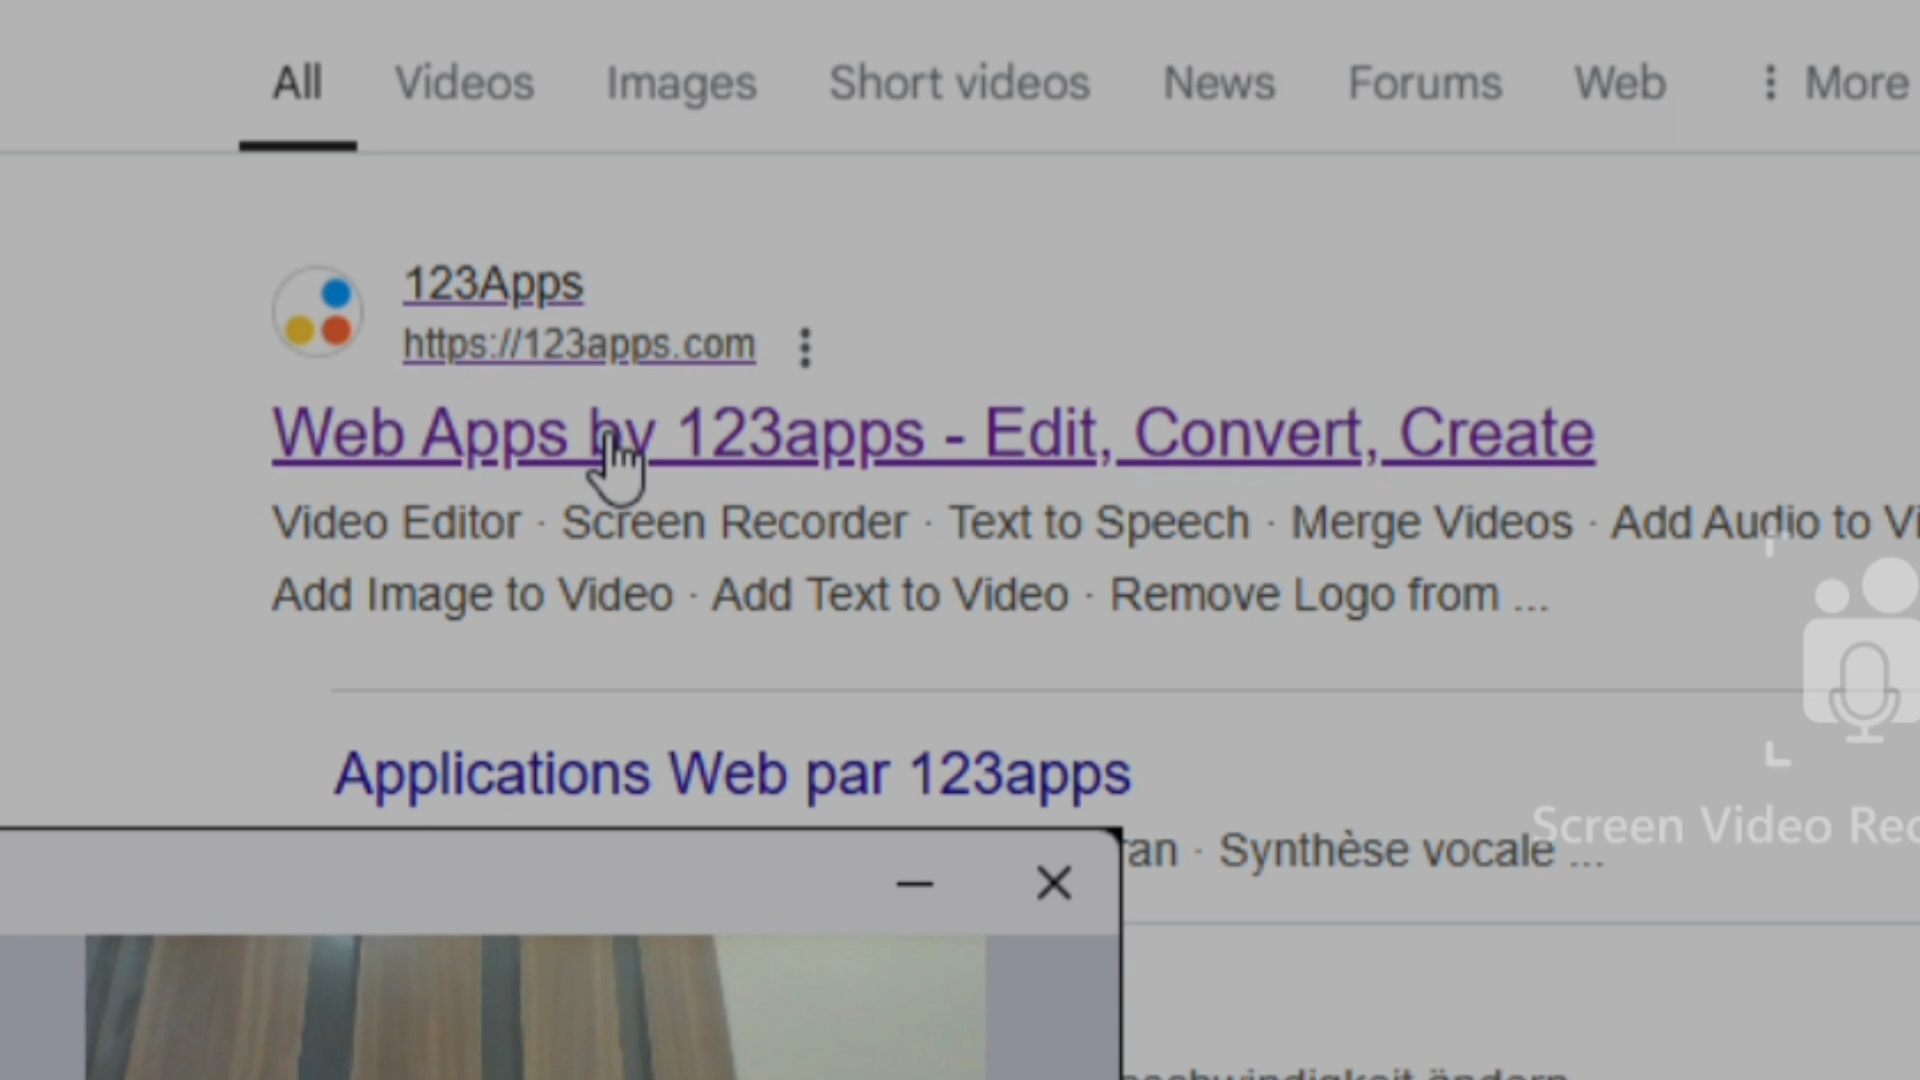 All Videos Images Short videos News Forums Web More
123Apps
https://123apps.com
Web Apps by 123apps - Edit, Convert, Create
Video Editor · Screen Recorder · Text to Speech · Merge Videos · Add Audio to Vi
Add Image to Video · Add Text to Video · Remove Logo from ...
Applications Web par 123apps
ran · Synthèse vocale ...
Screen Video Rec